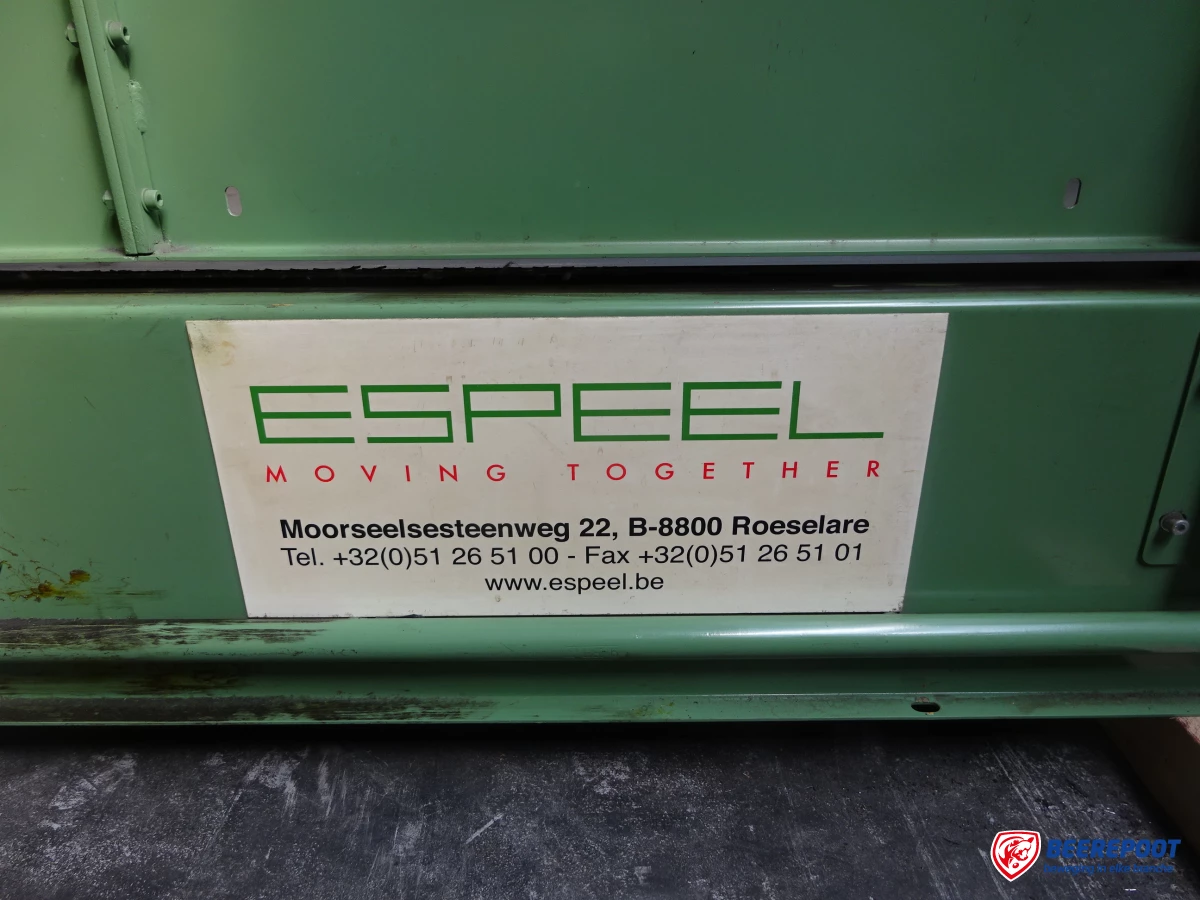 ESPEEL
MOVING TOGETHER
Moorseelsesteenweg 22, B-8800 Roeselare
Tel. +32(0)51 26 51 00 - Fax +32(0)51 26 51 01
www.espeel.be
BEEREPOOT